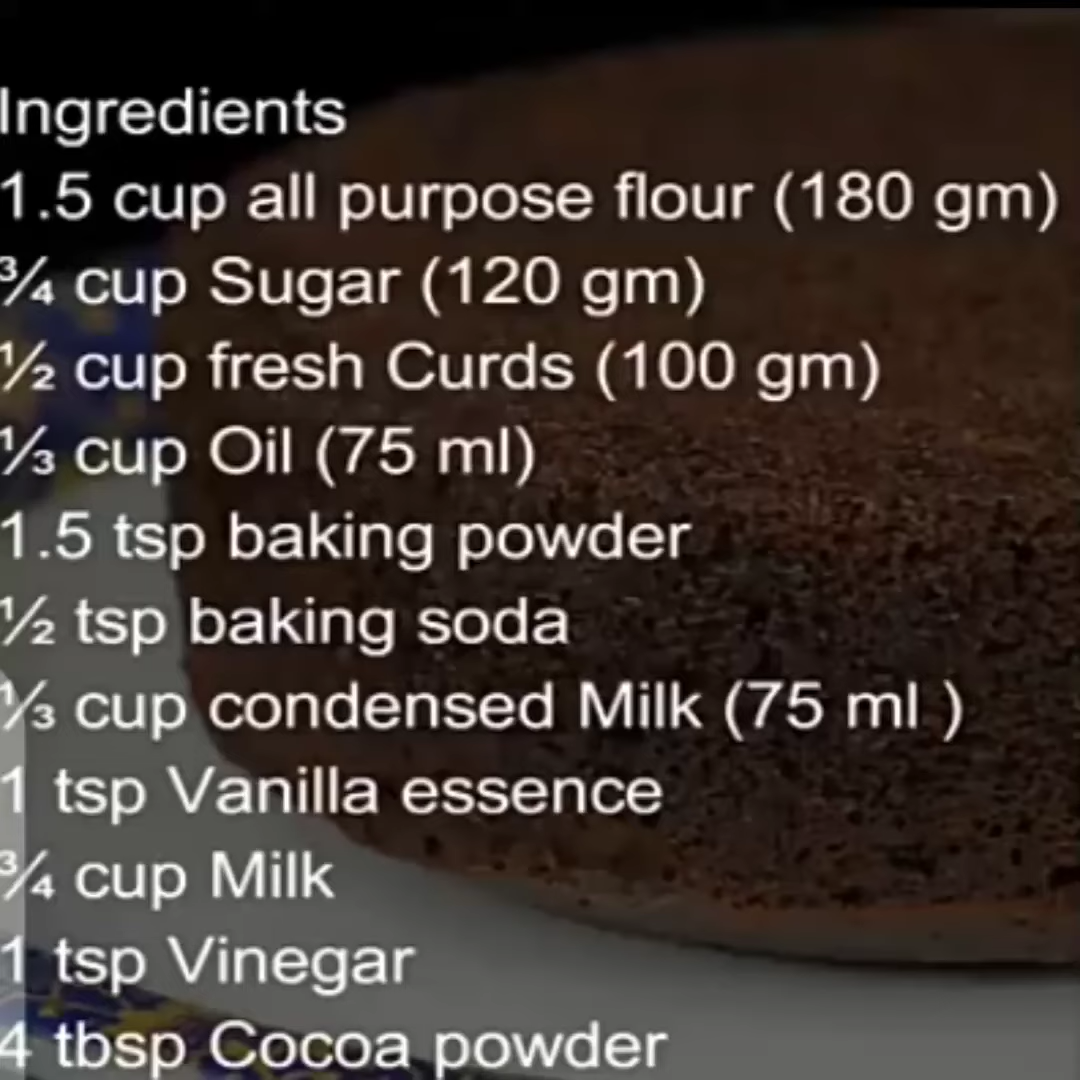 Ingredients
1.5 cup all purpose flour (180 gm)
¾ cup Sugar (120 gm)
½ cup fresh Curds (100 gm)
⅓ cup Oil (75 ml)
1.5 tsp baking powder
½ tsp baking soda
⅓ cup condensed Milk (75 ml )
1 tsp Vanilla essence
¾ cup Milk
1 tsp Vinegar
4 tbsp Cocoa powder